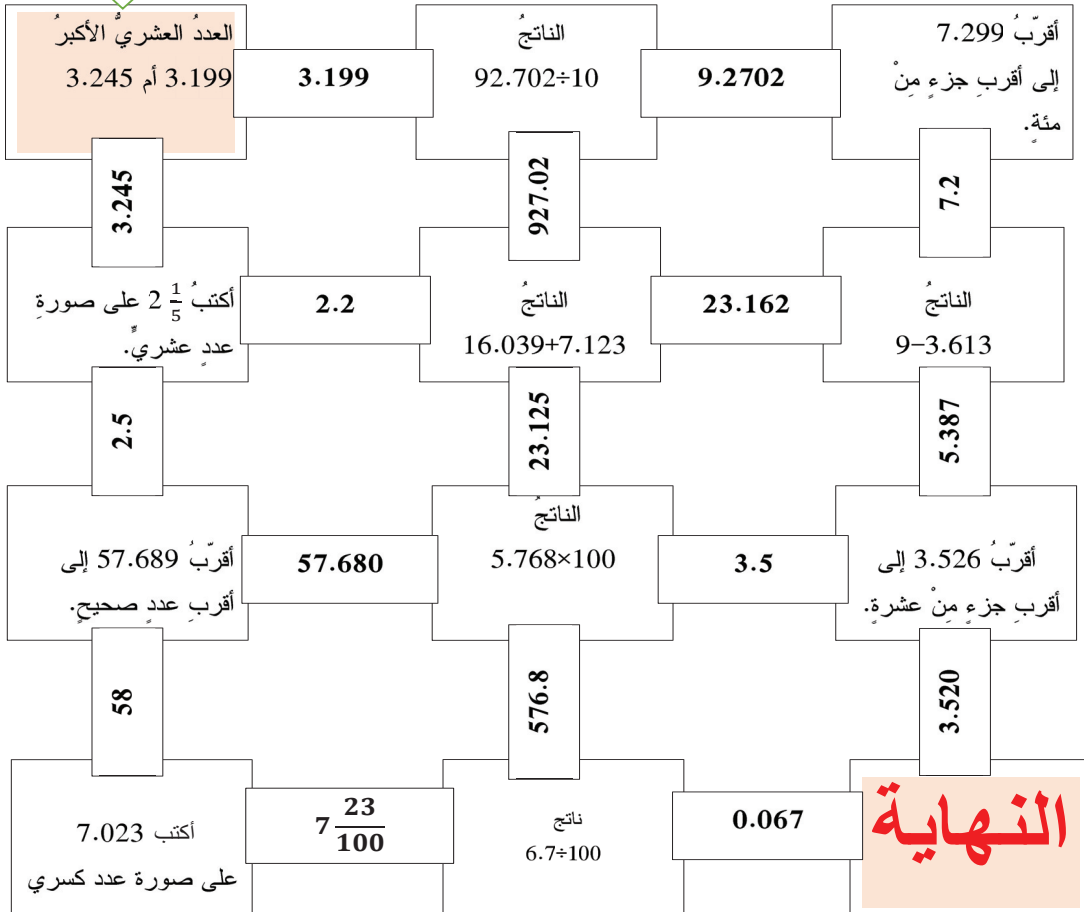 العددُ العشريُّ الأكبرُ
3.199 أم 3.245
3.199
الناتجُ
92.702÷10
9.2702
أقرّبُ 7.299
إلى أقربِ جزءٍ مِنْ
مئةٍ.
3.245
927.02
7.2
أكتبُ 2 1/5 على صورةِ
عددٍ عشريٍّ.
2.2
الناتجُ
16.039+7.123
23.162
الناتجُ
9−3.613
2.5
23.125
5.387
أقرّبُ 57.689 إلى
أقربِ عددٍ صحيحٍ.
57.680
الناتجُ
5.768×100
3.5
أقرّبُ 3.526 إلى
أقربِ جزءٍ مِنْ عشرةٍ.
58
576.8
3.520
أكتب 7.023
على صورة عدد كسري
7 23/100
ناتج
6.7÷100
0.067
النهاية